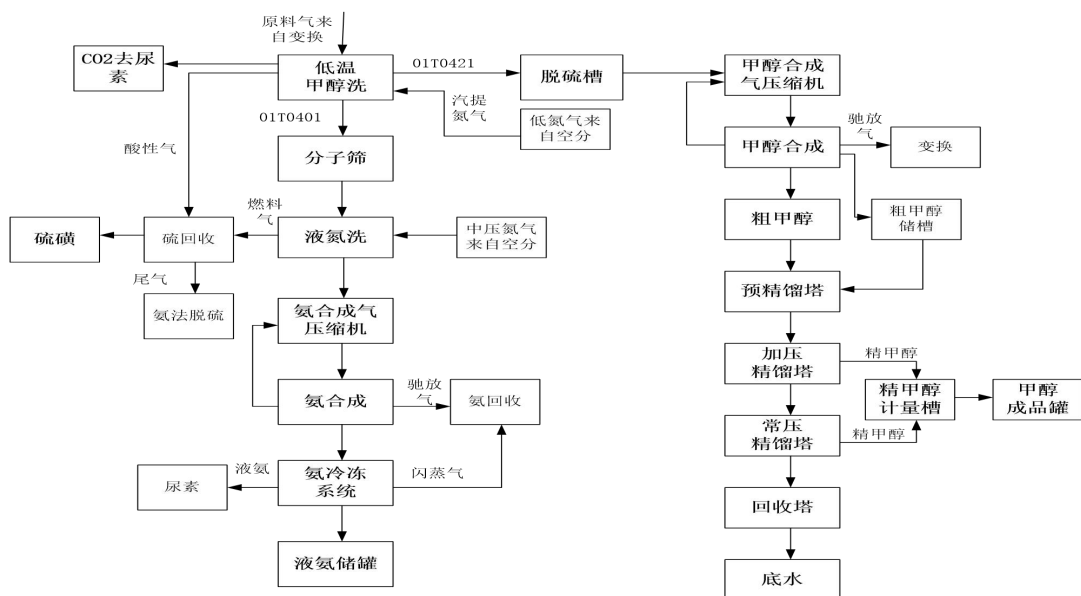 原料气来
自变换
CO2去尿
素
低温
甲醇洗
01T0421
脱硫槽
甲醇合成
气压缩机
汽提
氮气
低氮气来
自空分
01T0401
酸性气
分子筛
甲醇合成
驰放
气
变换
燃料
气
硫磺
硫回收
液氮洗
中压氮气
来自空分
粗甲醇
粗甲醇
储槽
尾气
氨法脱硫
氨合成气
压缩机
预精馏塔
加压
精馏塔
精甲醇
氨合成
驰放
气
氨回收
精甲醇
计量槽
甲醇
成品罐
常压
精馏塔
精甲醇
尿素
液氨
氨冷冻
系统
闪蒸气
回收塔
液氨储罐
底水